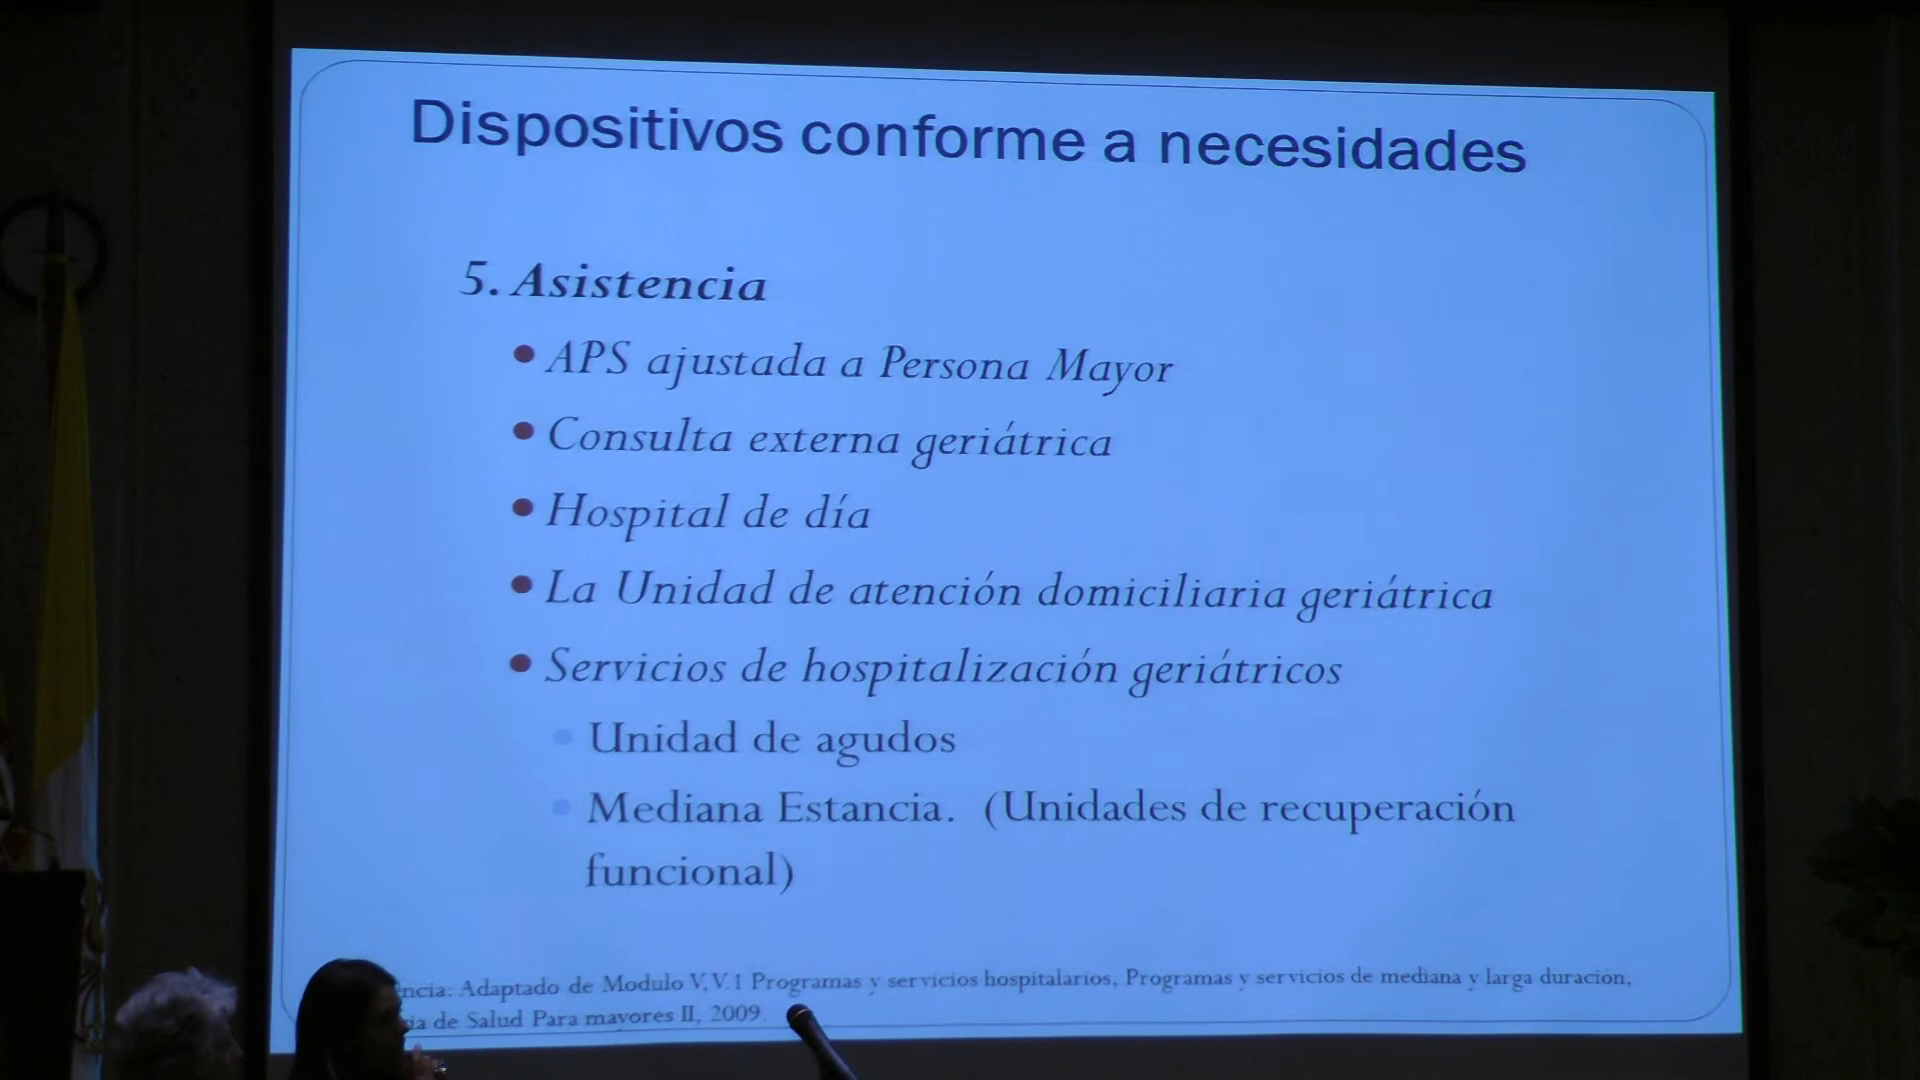 Dispositivos conforme a necesidades
5. Asistencia
• APS ajustada a Persona Mayor
• Consulta externa geriátrica
• Hospital de día
• La Unidad de atención domiciliaria geriátrica
• Servicios de hospitalización geriátricos
• Unidad de agudos
• Mediana Estancia. (Unidades de recuperación
funcional)
Adaptado de Modulo V, V.1 Programas y servicios hospitalarios, Programas y servicios de mediana y larga duración,
de Salud Para mayores II, 2009.